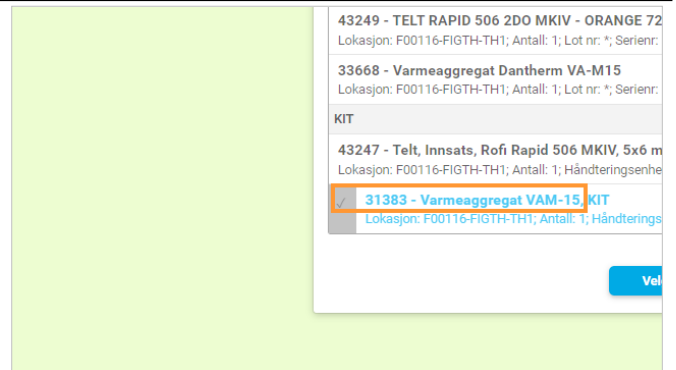 43249 - TELT RAPID 506 2DO MKIV - ORANGE 72
Lokasjon: F00116-FIGTH-TH1; Antall: 1; Lot nr: *; Serienr:
33668 - Varmeaggregat Dantherm VA-M15
Lokasjon: F00116-FIGTH-TH1; Antall: 1; Lot nr: *; Serienr:
KIT
43247 - Telt, Innsats, Rofi Rapid 506 MKIV, 5x6 m
Lokasjon: F00116-FIGTH-TH1; Antall: 1; Håndteringsenhe
31383 - Varmeaggregat VAM-15, KIT
Lokasjon: F00116-FIGTH-TH1; Antall: 1; Håndterings
Vel